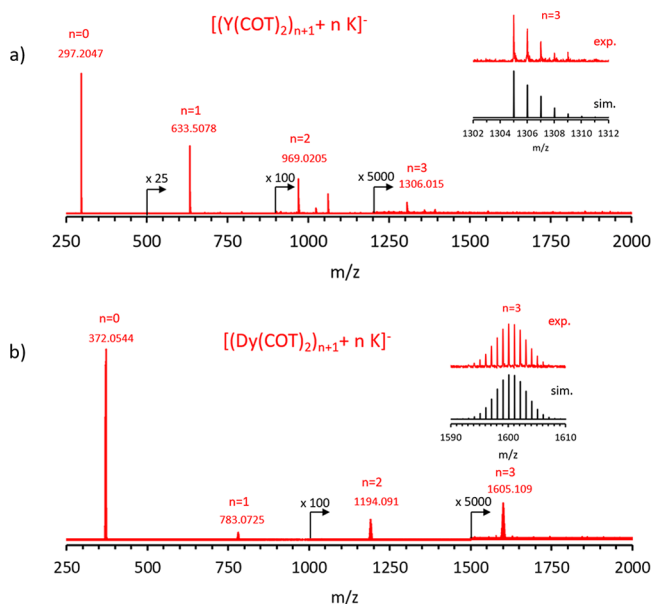 a)
[(Y(COT)₂)ₙ₊₁+ n K]⁻
n=0
297.2047
n=1
633.5078
n=2
969.0205
n=3
1306.015
x 25
x 100
x 5000
n=3
exp.
sim.
1302 1304 1306 1308 1310 1312
m/z
250 500 750 1000 1250 1500 1750 2000
m/z
b)
[(Dy(COT)₂)ₙ₊₁+ n K]⁻
n=0
372.0544
n=1
783.0725
n=2
1194.091
n=3
1605.109
x 100
x 5000
n=3
exp.
sim.
1590 1600 1610
m/z
250 500 750 1000 1250 1500 1750 2000
m/z